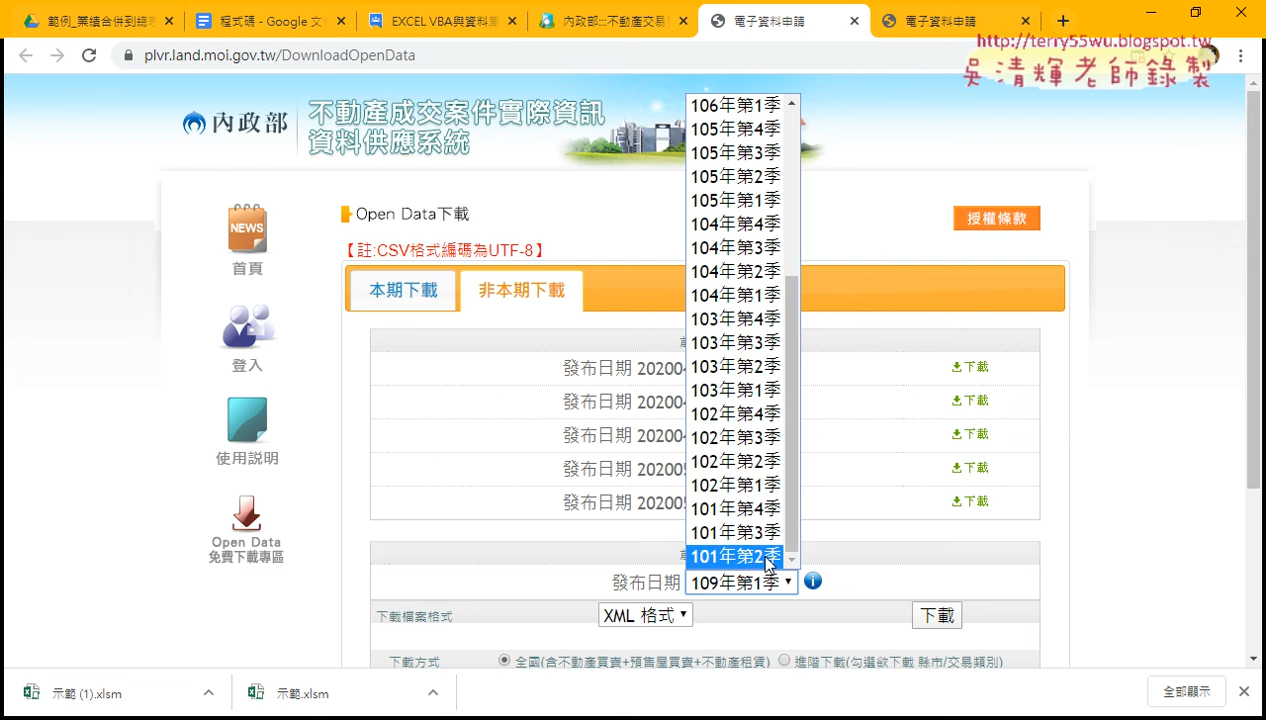 範例_業績合併到總表
程式碼 - Google 文
EXCEL VBA與資料庫
內政部:::不動產交易
電子資料申請
電子資料申請
plvr.land.moi.gov.tw/DownloadOpenData
http://terry55wu.blogspot.tw
吳清輝老師錄製
內政部
不動產成交案件實際資訊
資料供應系統
NEWS
首頁
登入
使用說明
Open Data
免費下載專區
Open Data下載
授權條款
【註:CSV格式編碼為UTF-8】
本期下載
非本期下載
發布日期 2020
下載
發布日期 2020
下載
發布日期 2020
下載
發布日期 2020
下載
發布日期 2020
下載
106年第1季
105年第4季
105年第3季
105年第2季
105年第1季
104年第4季
104年第3季
104年第2季
104年第1季
103年第4季
103年第3季
103年第2季
103年第1季
102年第4季
102年第3季
102年第2季
102年第1季
101年第4季
101年第3季
101年第2季
發布日期 109年第1季
下載檔案格式
XML 格式
下載
下載方式
全國(含不動產買賣+預售屋買賣+不動產租賃)
進階下載(勾選欲下載 縣市/交易類別)
示範 (1).xlsm
示範.xlsm
全部顯示